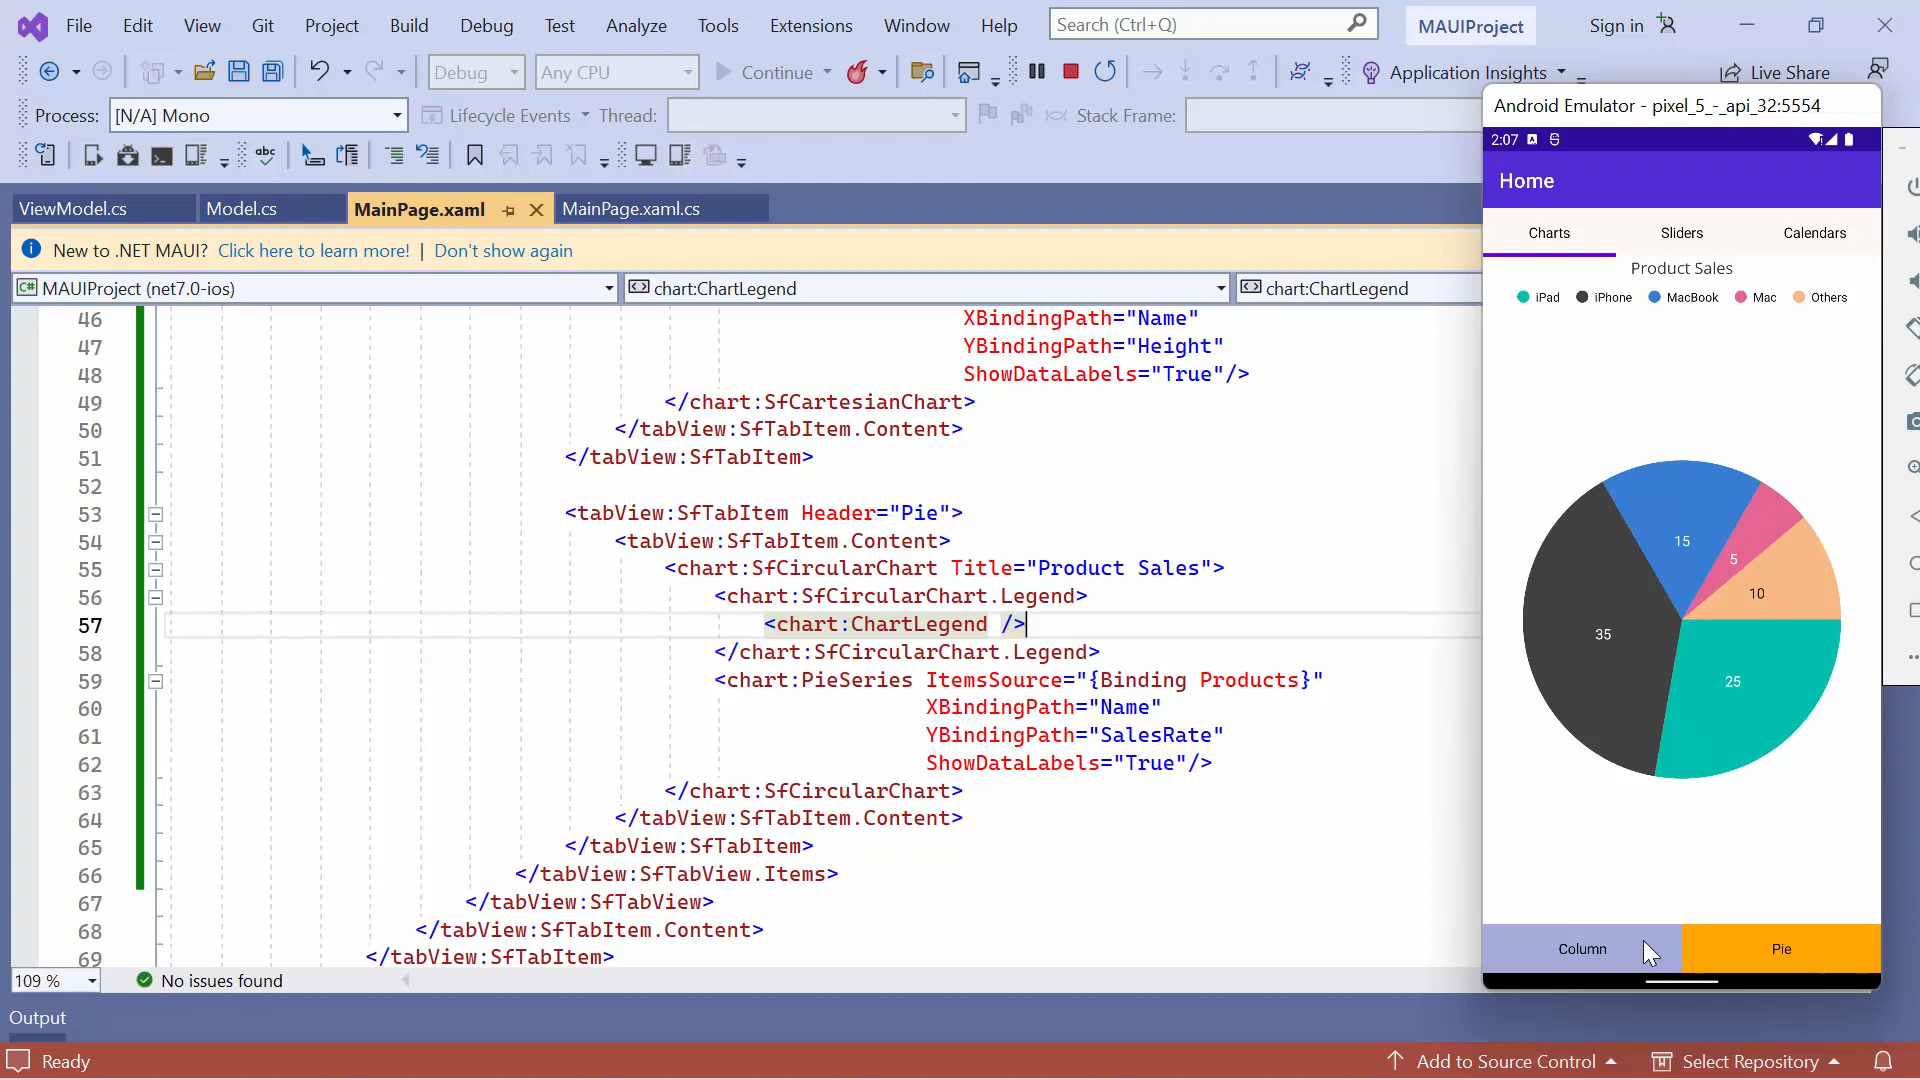 File Edit View Git Project Build Debug Test Analyze Tools Extensions Window Help Search (Ctrl+Q) MAUIProject Sign in
Debug Any CPU Continue Application Insights Live Share
Process: [N/A] Mono Lifecycle Events Thread: Stack Frame:
ViewModel.cs Model.cs MainPage.xaml MainPage.xaml.cs
New to .NET MAUI? Click here to learn more! | Don't show again
MAUIProject (net7.0-ios) chart:ChartLegend chart:ChartLegend
46 XBindingPath="Name"
47 YBindingPath="Height"
48 ShowDataLabels="True"/>
49 </chart:SfCartesianChart>
50 </tabView:SfTabItem.Content>
51 </tabView:SfTabItem>
52
53 <tabView:SfTabItem Header="Pie">
54 <tabView:SfTabItem.Content>
55 <chart:SfCircularChart Title="Product Sales">
56 <chart:SfCircularChart.Legend>
57 <chart:ChartLegend />
58 </chart:SfCircularChart.Legend>
59 <chart:PieSeries ItemsSource="{Binding Products}"
60 XBindingPath="Name"
61 YBindingPath="SalesRate"
62 ShowDataLabels="True"/>
63 </chart:SfCircularChart>
64 </tabView:SfTabItem.Content>
65 </tabView:SfTabItem>
66 </tabView:SfTabView.Items>
67 </tabView:SfTabView>
68 </tabView:SfTabItem.Content>
69 </tabView:SfTabItem>
109 % No issues found
Output
Ready Add to Source Control Select Repository
Android Emulator - pixel_5_-_api_32:5554
2:07
Home
Charts Sliders Calendars
Product Sales
iPad iPhone MacBook Mac Others
15
5
10
35
25
Column Pie